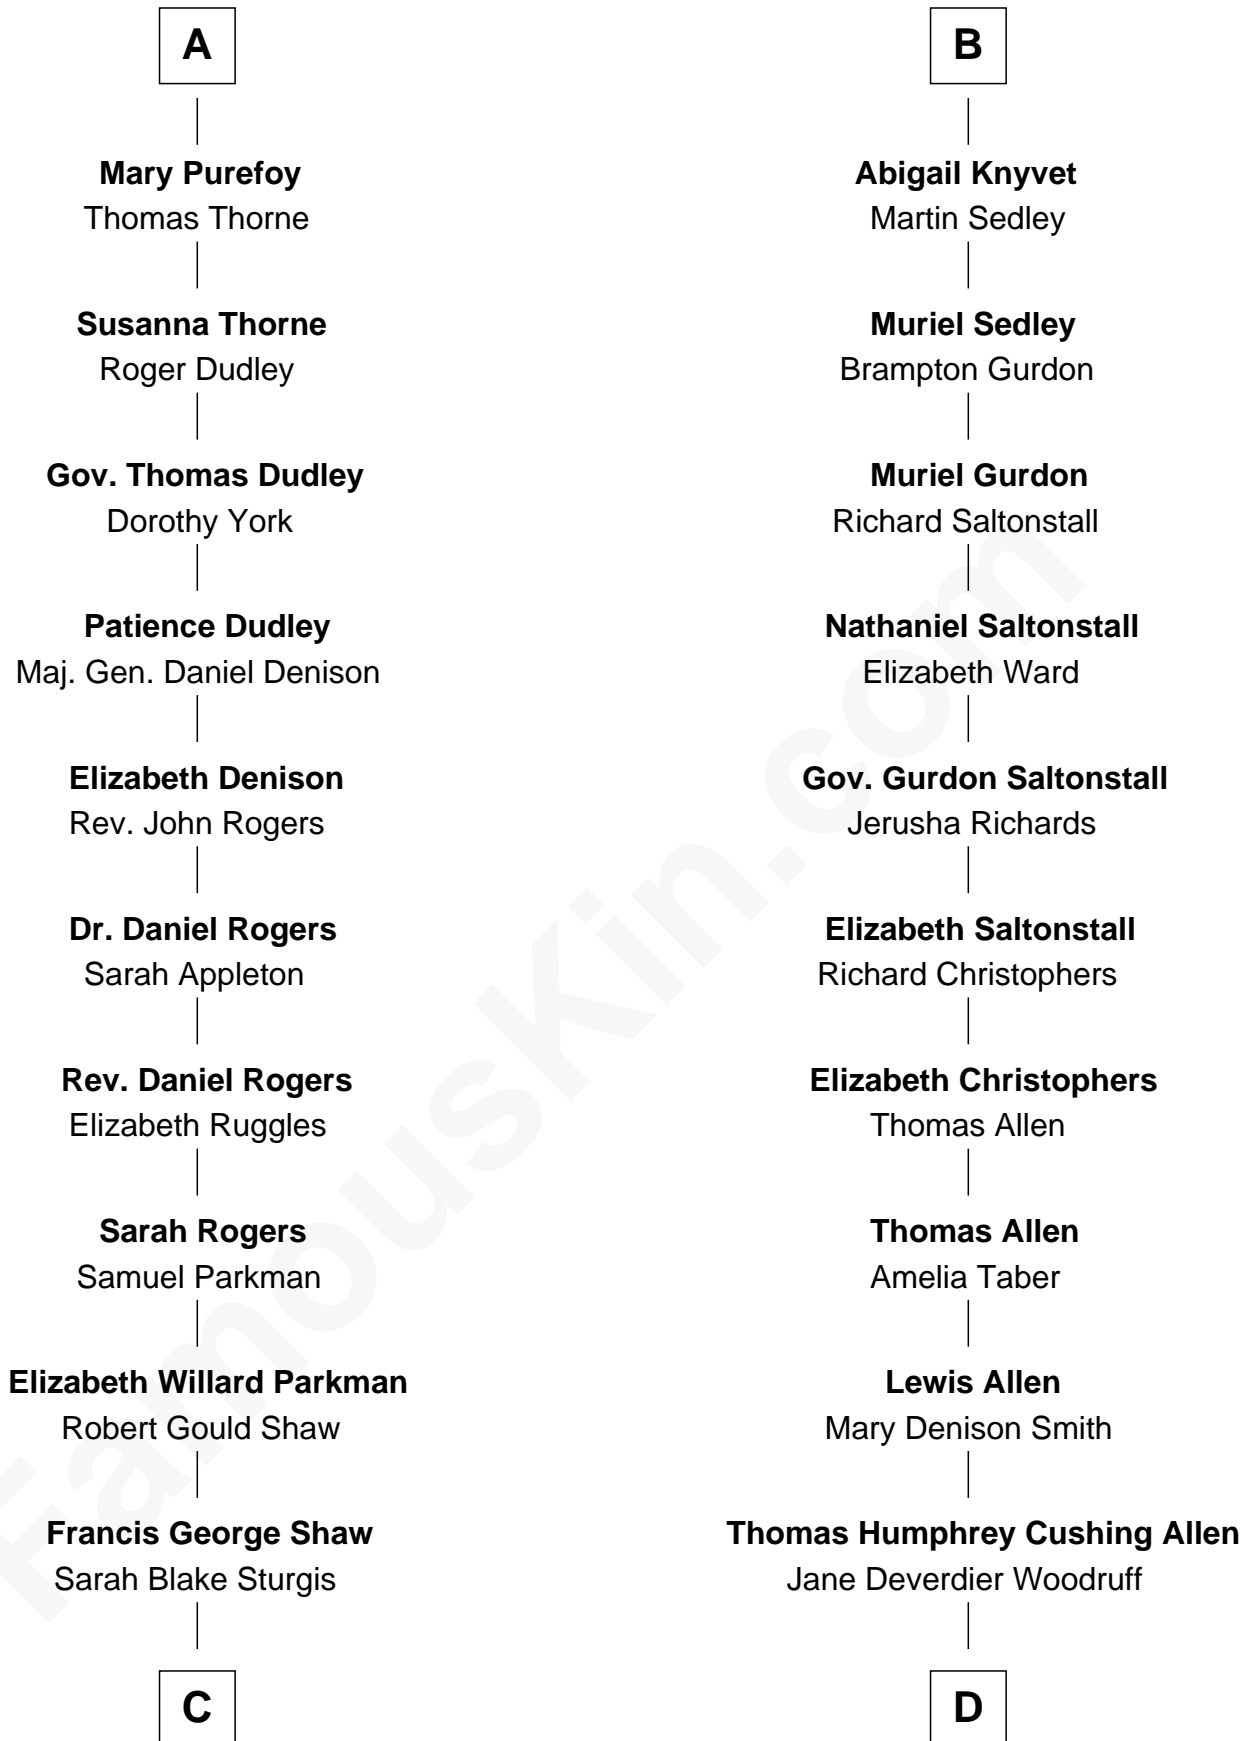 A
Mary Purefoy
Thomas Thorne
Susanna Thorne
Roger Dudley
Gov. Thomas Dudley
Dorothy York
Patience Dudley
Maj. Gen. Daniel Denison
Elizabeth Denison
Rev. John Rogers
Dr. Daniel Rogers
Sarah Appleton
Rev. Daniel Rogers
Elizabeth Ruggles
Sarah Rogers
Samuel Parkman
Elizabeth Willard Parkman
Robert Gould Shaw
Francis George Shaw
Sarah Blake Sturgis
C
B
Abigail Knyvet
Martin Sedley
Muriel Sedley
Brampton Gurdon
Muriel Gurdon
Richard Saltonstall
Nathaniel Saltonstall
Elizabeth Ward
Gov. Gurdon Saltonstall
Jerusha Richards
Elizabeth Saltonstall
Richard Christophers
Elizabeth Christophers
Thomas Allen
Thomas Allen
Amelia Taber
Lewis Allen
Mary Denison Smith
Thomas Humphrey Cushing Allen
Jane Deverdier Woodruff
D
FamousKin.com